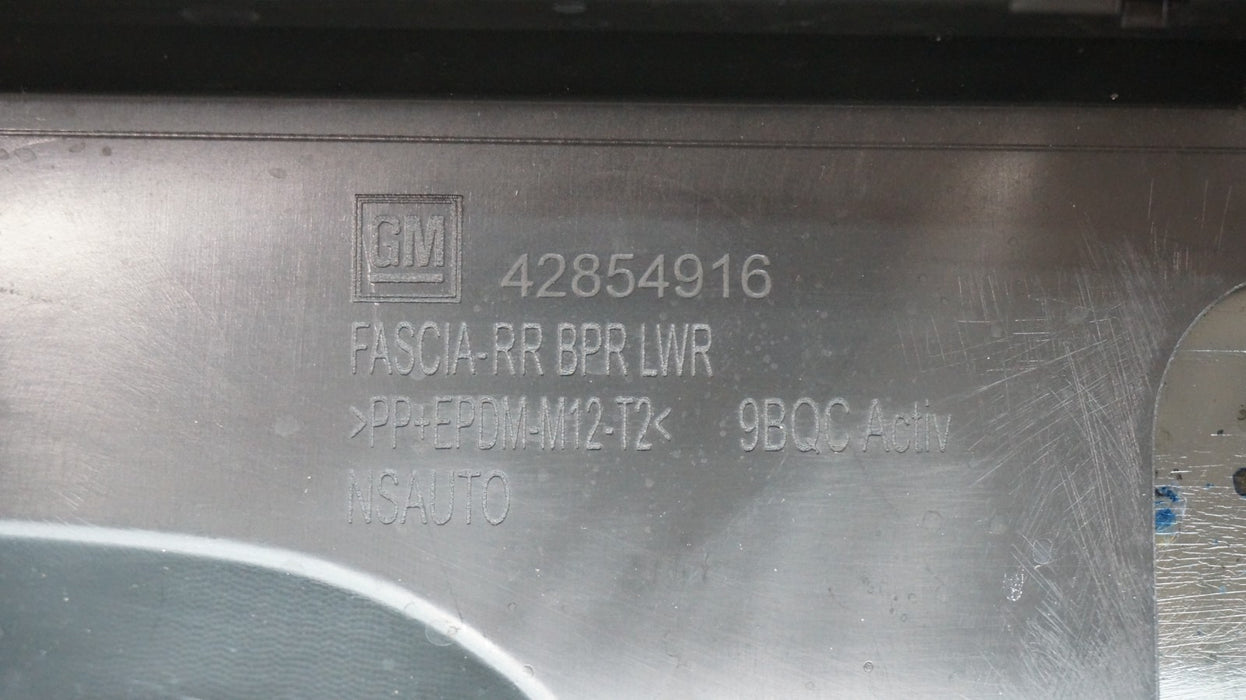 GM 42854916
FASCIA-RR BPR LWR
>PP+EPDM-M12-T2< 9BQC Activ
NSAUTO